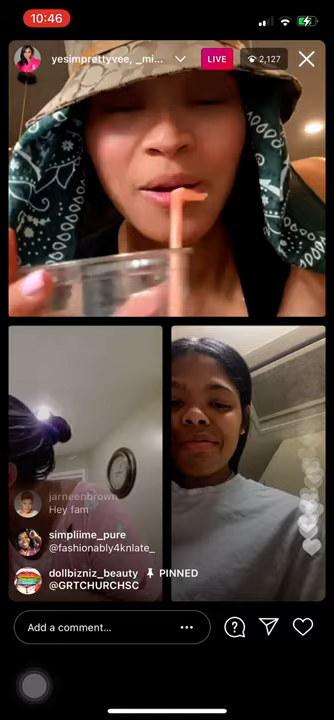 10:46
yesimprettyvee, _mi...
LIVE
2,127
jarneenbrown
Hey fam
simpliime_pure
@fashionably4knlate_
dollbizniz_beauty PINNED
@GRTCHURCHSC
Add a comment...